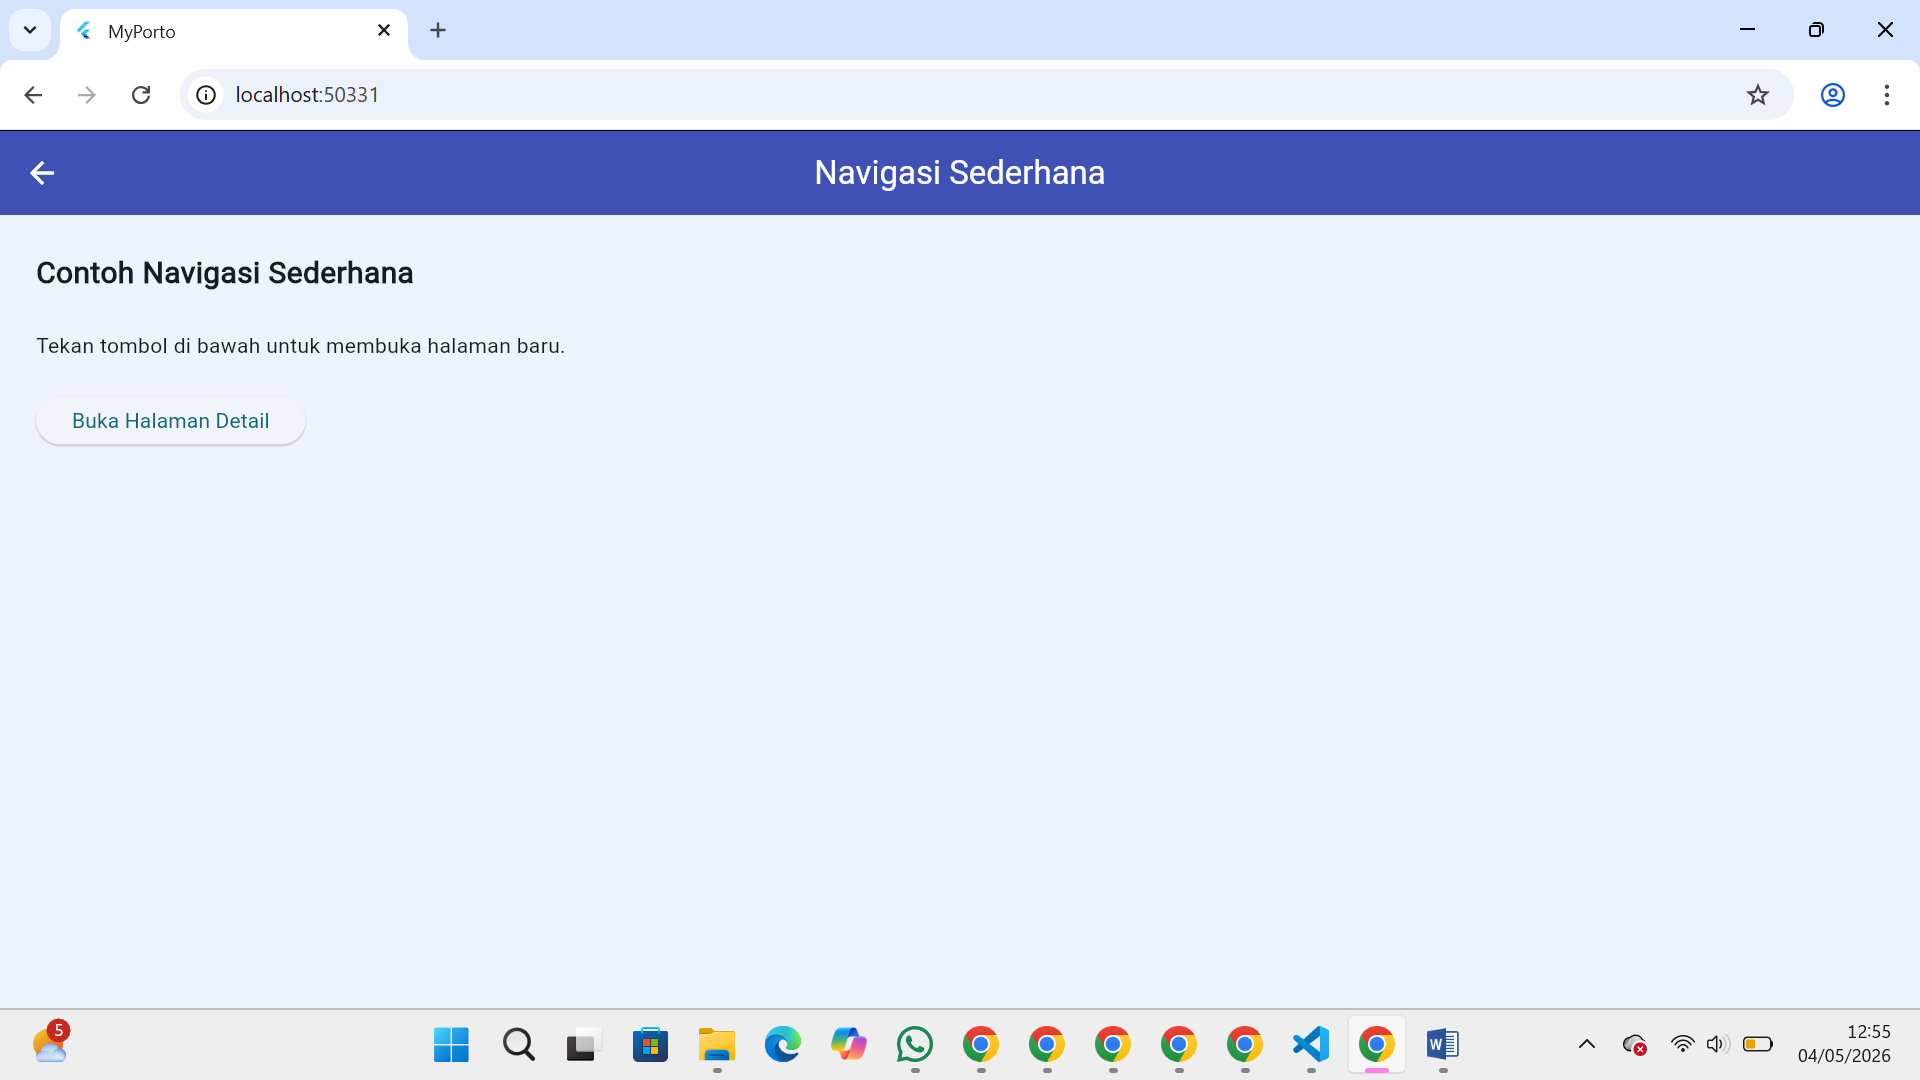 MyPorto
localhost:50331
Navigasi Sederhana
Contoh Navigasi Sederhana
Tekan tombol di bawah untuk membuka halaman baru.
Buka Halaman Detail
5
W
12:55
04/05/2026